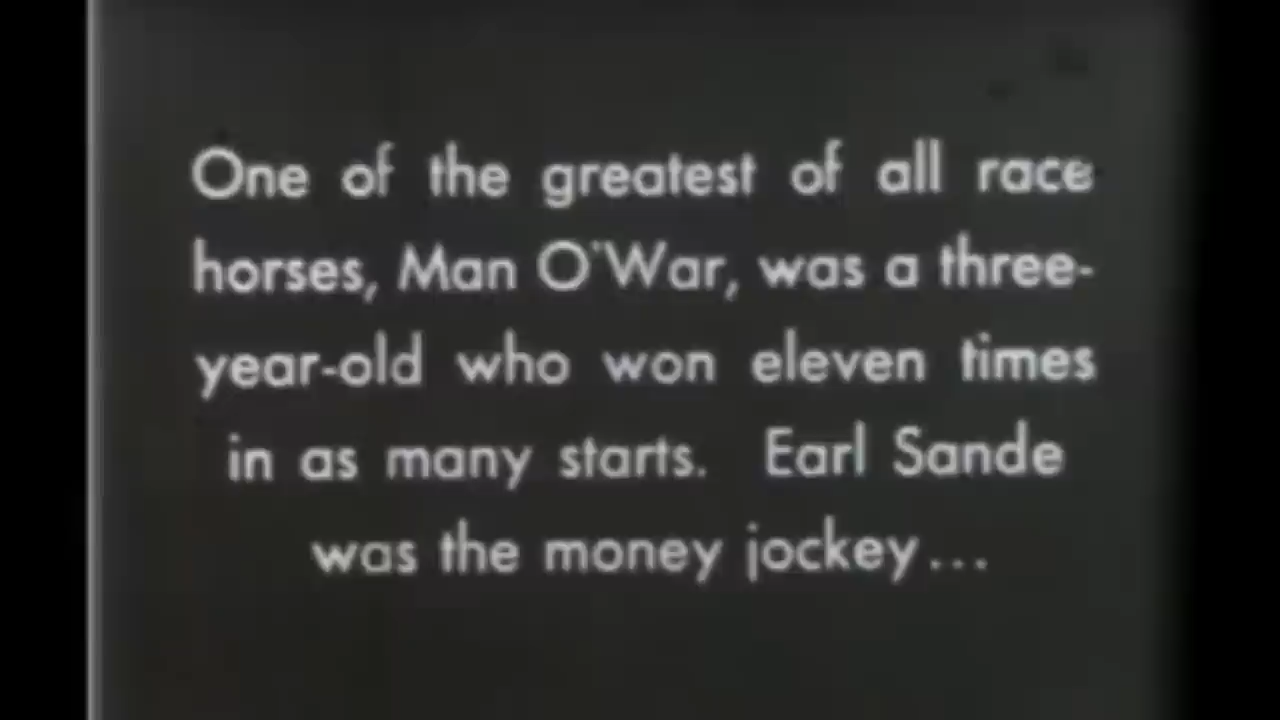 One of the greatest of all race
horses, Man O'War, was a three-
year-old who won eleven times
in as many starts. Earl Sande
was the money jockey...